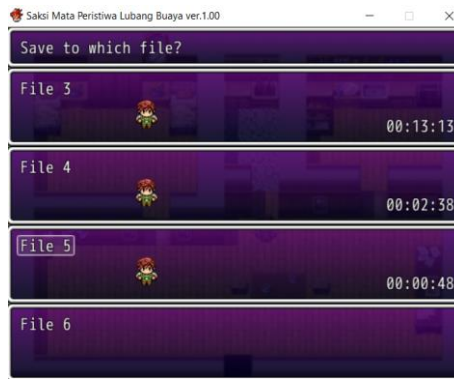 Saksi Mata Peristiwa Lubang Buaya ver.1.00
Save to which file?
File 3
00:13:13
File 4
00:02:38
File 5
00:00:48
File 6